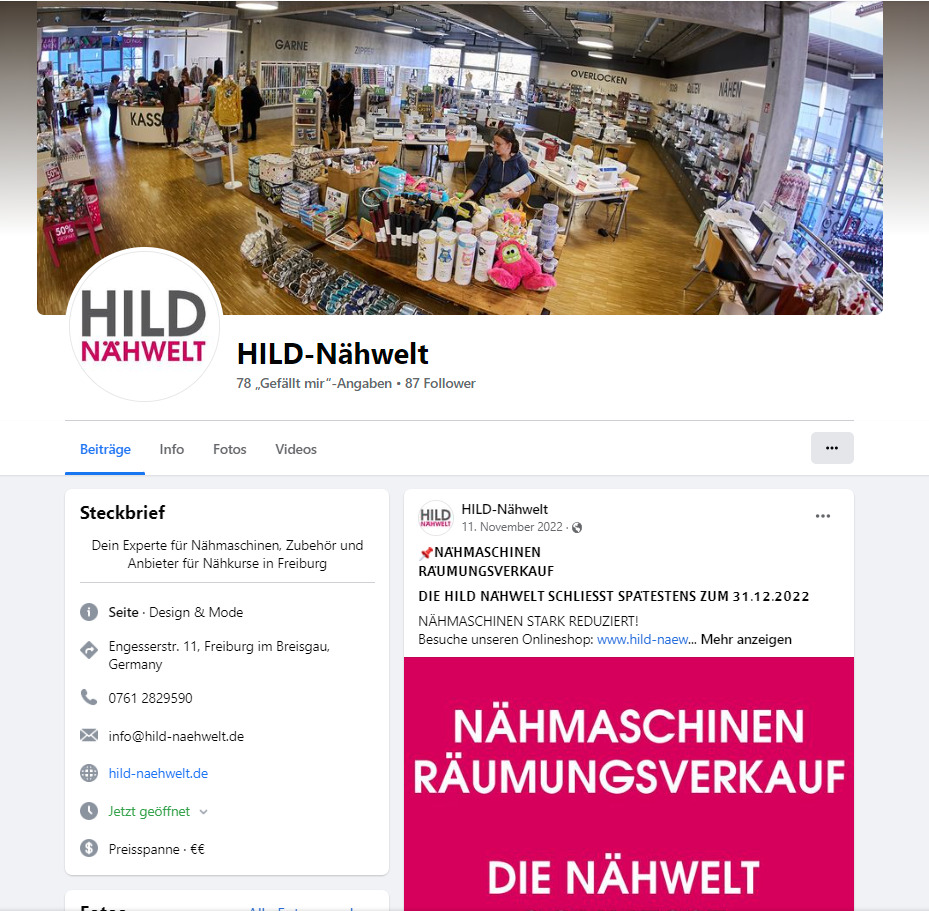 GARNE
ZIPPER
OVERLOCKEN
NÄHEN
KASS
50%
50%
HILD
NÄHWELT
HILD-Nähwelt
78 „Gefällt mir“-Angaben • 87 Follower
Beiträge
Info
Fotos
Videos
Steckbrief
Dein Experte für Nähmaschinen, Zubehör und
Anbieter für Nähkurse in Freiburg
Seite · Design & Mode
Engesserstr. 11, Freiburg im Breisgau,
Germany
0761 2829590
info@hild-naehwelt.de
hild-naehwelt.de
Jetzt geöffnet
Preisspanne · €€
HILD
NÄHWELT
HILD-Nähwelt
11. November 2022 ·
📌NÄHMASCHINEN
RÄUMUNGSVERKAUF
DIE HILD NÄHWELT SCHLIESST SPÄTESTENS ZUM 31.12.2022
NÄHMASCHINEN STARK REDUZIERT!
Besuche unseren Onlineshop: www.hild-naew... Mehr anzeigen
NÄHMASCHINEN
RÄUMUNGSVERKAUF
DIE NÄHWELT